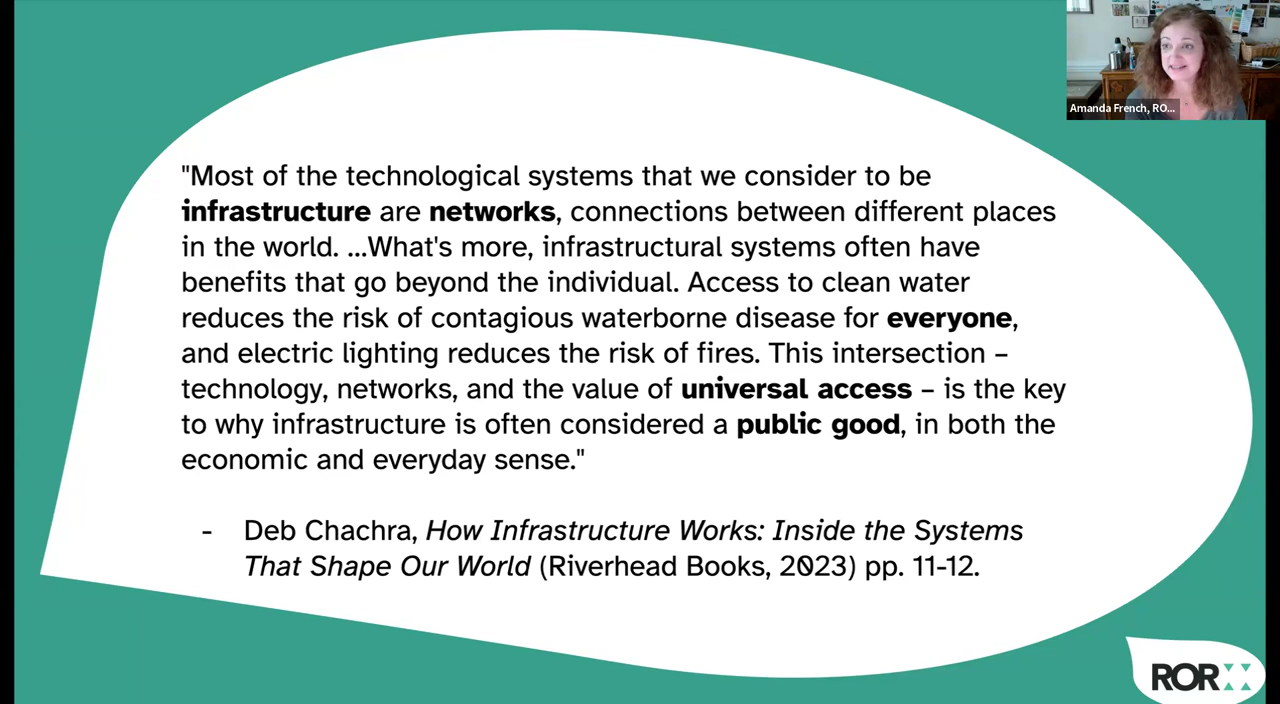 Amanda French, RO...
"Most of the technological systems that we consider to be
infrastructure are networks, connections between different places
in the world. ...What's more, infrastructural systems often have
benefits that go beyond the individual. Access to clean water
reduces the risk of contagious waterborne disease for everyone,
and electric lighting reduces the risk of fires. This intersection –
technology, networks, and the value of universal access – is the key
to why infrastructure is often considered a public good, in both the
economic and everyday sense."
- Deb Chachra, How Infrastructure Works: Inside the Systems
That Shape Our World (Riverhead Books, 2023) pp. 11-12.
ROR